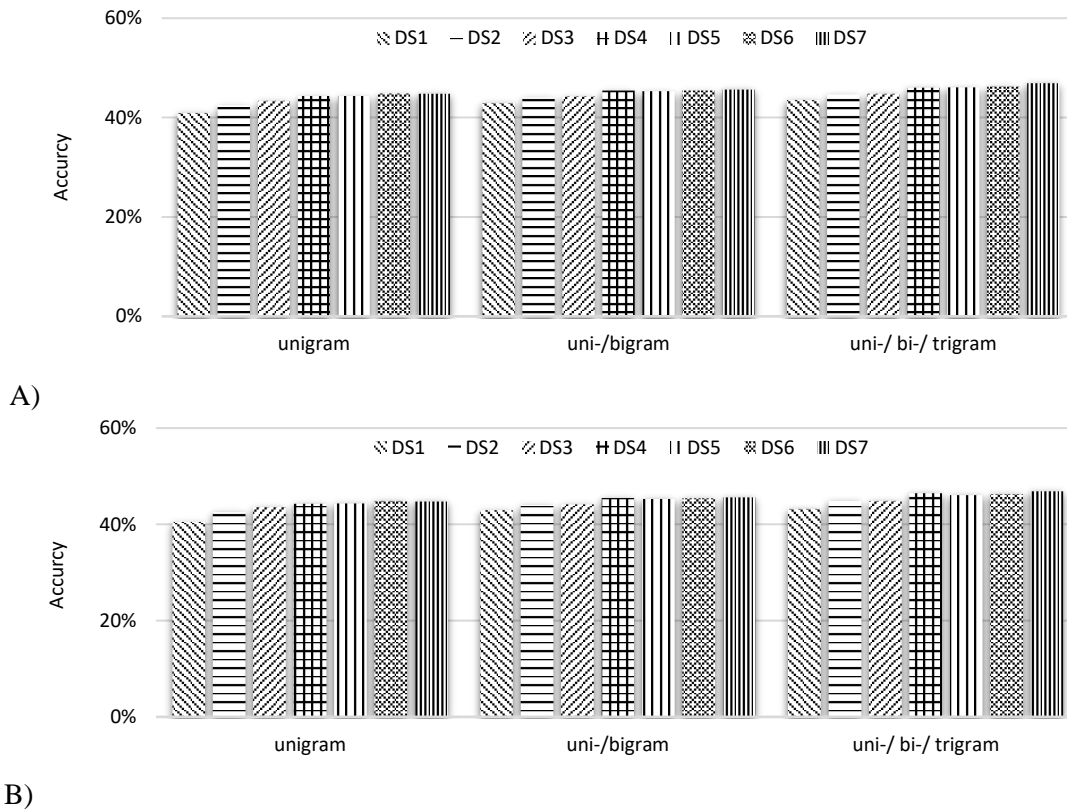 60%
DS1 DS2 DS3 DS4 DS5 DS6 DS7
40%
Accurcy
20%
0%
unigram uni-/bigram uni-/ bi-/ trigram
A)
60%
DS1 DS2 DS3 DS4 DS5 DS6 DS7
40%
Accurcy
20%
0%
unigram uni-/bigram uni-/ bi-/ trigram
B)